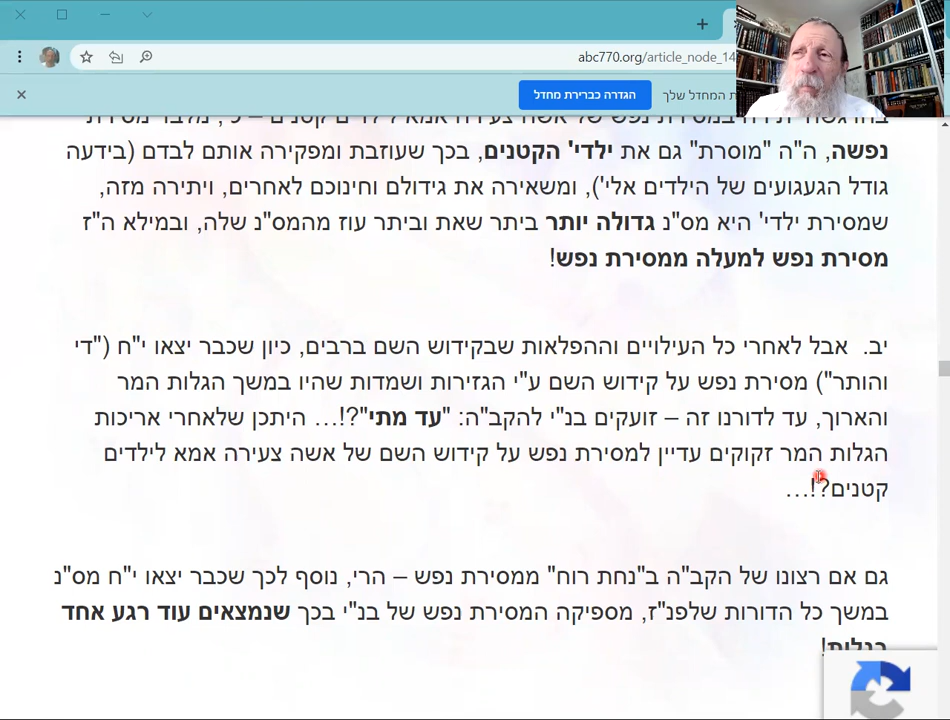 abc770.org/article_node_14
המחדל שלך
הגדרה כברירת מחדל
נפשה, ה"ה "מוסרת" גם את ילדי' הקטנים, בכך שעוזבת ומפקירה אותם לבדם (בידעה
גודל הגעגועים של הילדים אלי'), ומשאירה את גידולם וחינוכם לאחרים, ויתירה מזה,
שמסירת ילדי' היא מס"נ גדולה יותר ביתר שאת וביתר עוז מהמס"נ שלה, ובמילא ה"ז
מסירת נפש למעלה ממסירת נפש!
יב. אבל לאחרי כל העילויים וההפלאות שבקידוש השם ברבים, כיון שכבר יצאו י"ח ("די
והותר") מסירת נפש על קידוש השם ע"י הגזירות ושמדות שהיו במשך הגלות המר
והארוך, עד לדורנו זה – זועקים בנ"י להקב"ה: "עד מתי"?!... היתכן שלאחרי אריכות
הגלות המר זקוקים עדיין למסירת נפש על קידוש השם של אשה צעירה אמא לילדים
קטנים?!...
גם אם רצונו של הקב"ה ב"נחת רוח" ממסירת נפש – הרי, נוסף לכך שכבר יצאו י"ח מס"נ
במשך כל הדורות שלפנ"ז, מספיקה המסירת נפש של בנ"י בכך שנמצאים עוד רגע אחד
בגלות!